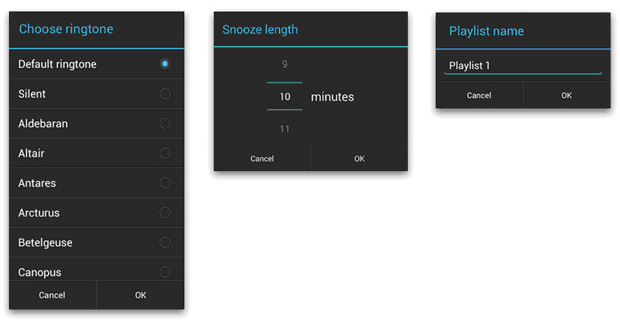 Choose ringtone
Default ringtone
Silent
Aldebaran
Altair
Antares
Arcturus
Betelgeuse
Canopus
Cancel OK
Snooze length
9
10 minutes
11
Cancel OK
Playlist name
Playlist 1
Cancel OK